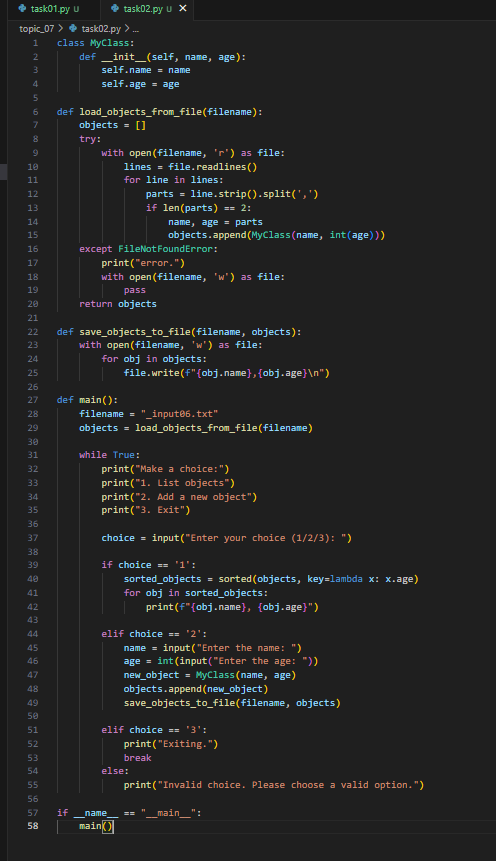 task01.py U
task02.py U ×
topic_07 > task02.py > ...
1 class MyClass:
2     def __init__(self, name, age):
3         self.name = name
4         self.age = age
5
6 def load_objects_from_file(filename):
7     objects = []
8     try:
9         with open(filename, 'r') as file:
10             lines = file.readlines()
11             for line in lines:
12                 parts = line.strip().split(',')
13                 if len(parts) == 2:
14                     name, age = parts
15                     objects.append(MyClass(name, int(age)))
16     except FileNotFoundError:
17         print("error.")
18         with open(filename, 'w') as file:
19             pass
20     return objects
21
22 def save_objects_to_file(filename, objects):
23     with open(filename, 'w') as file:
24         for obj in objects:
25             file.write(f"{obj.name},{obj.age}\n")
26
27 def main():
28     filename = "_input06.txt"
29     objects = load_objects_from_file(filename)
30
31     while True:
32         print("Make a choice:")
33         print("1. List objects")
34         print("2. Add a new object")
35         print("3. Exit")
36
37         choice = input("Enter your choice (1/2/3): ")
38
39         if choice == '1':
40             sorted_objects = sorted(objects, key=lambda x: x.age)
41             for obj in sorted_objects:
42                 print(f"{obj.name}, {obj.age}")
43
44         elif choice == '2':
45             name = input("Enter the name: ")
46             age = int(input("Enter the age: "))
47             new_object = MyClass(name, age)
48             objects.append(new_object)
49             save_objects_to_file(filename, objects)
50
51         elif choice == '3':
52             print("Exiting.")
53             break
54         else:
55             print("Invalid choice. Please choose a valid option.")
56
57 if __name__ == "__main__":
58     main()